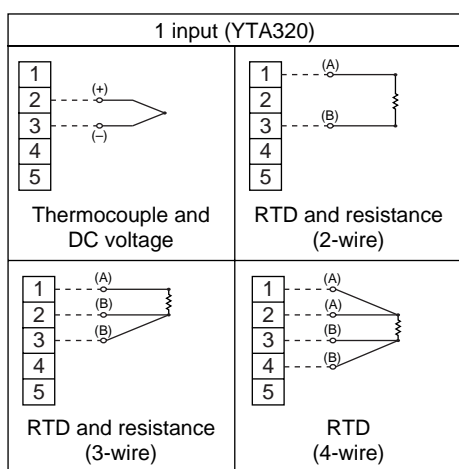 1 input (YTA320)
1
2
3
4
5
(+)
(–)
Thermocouple and
DC voltage
1
2
3
4
5
(A)
(B)
RTD and resistance
(2-wire)
1
2
3
4
5
(A)
(B)
(B)
RTD and resistance
(3-wire)
1
2
3
4
5
(A)
(A)
(B)
(B)
RTD
(4-wire)